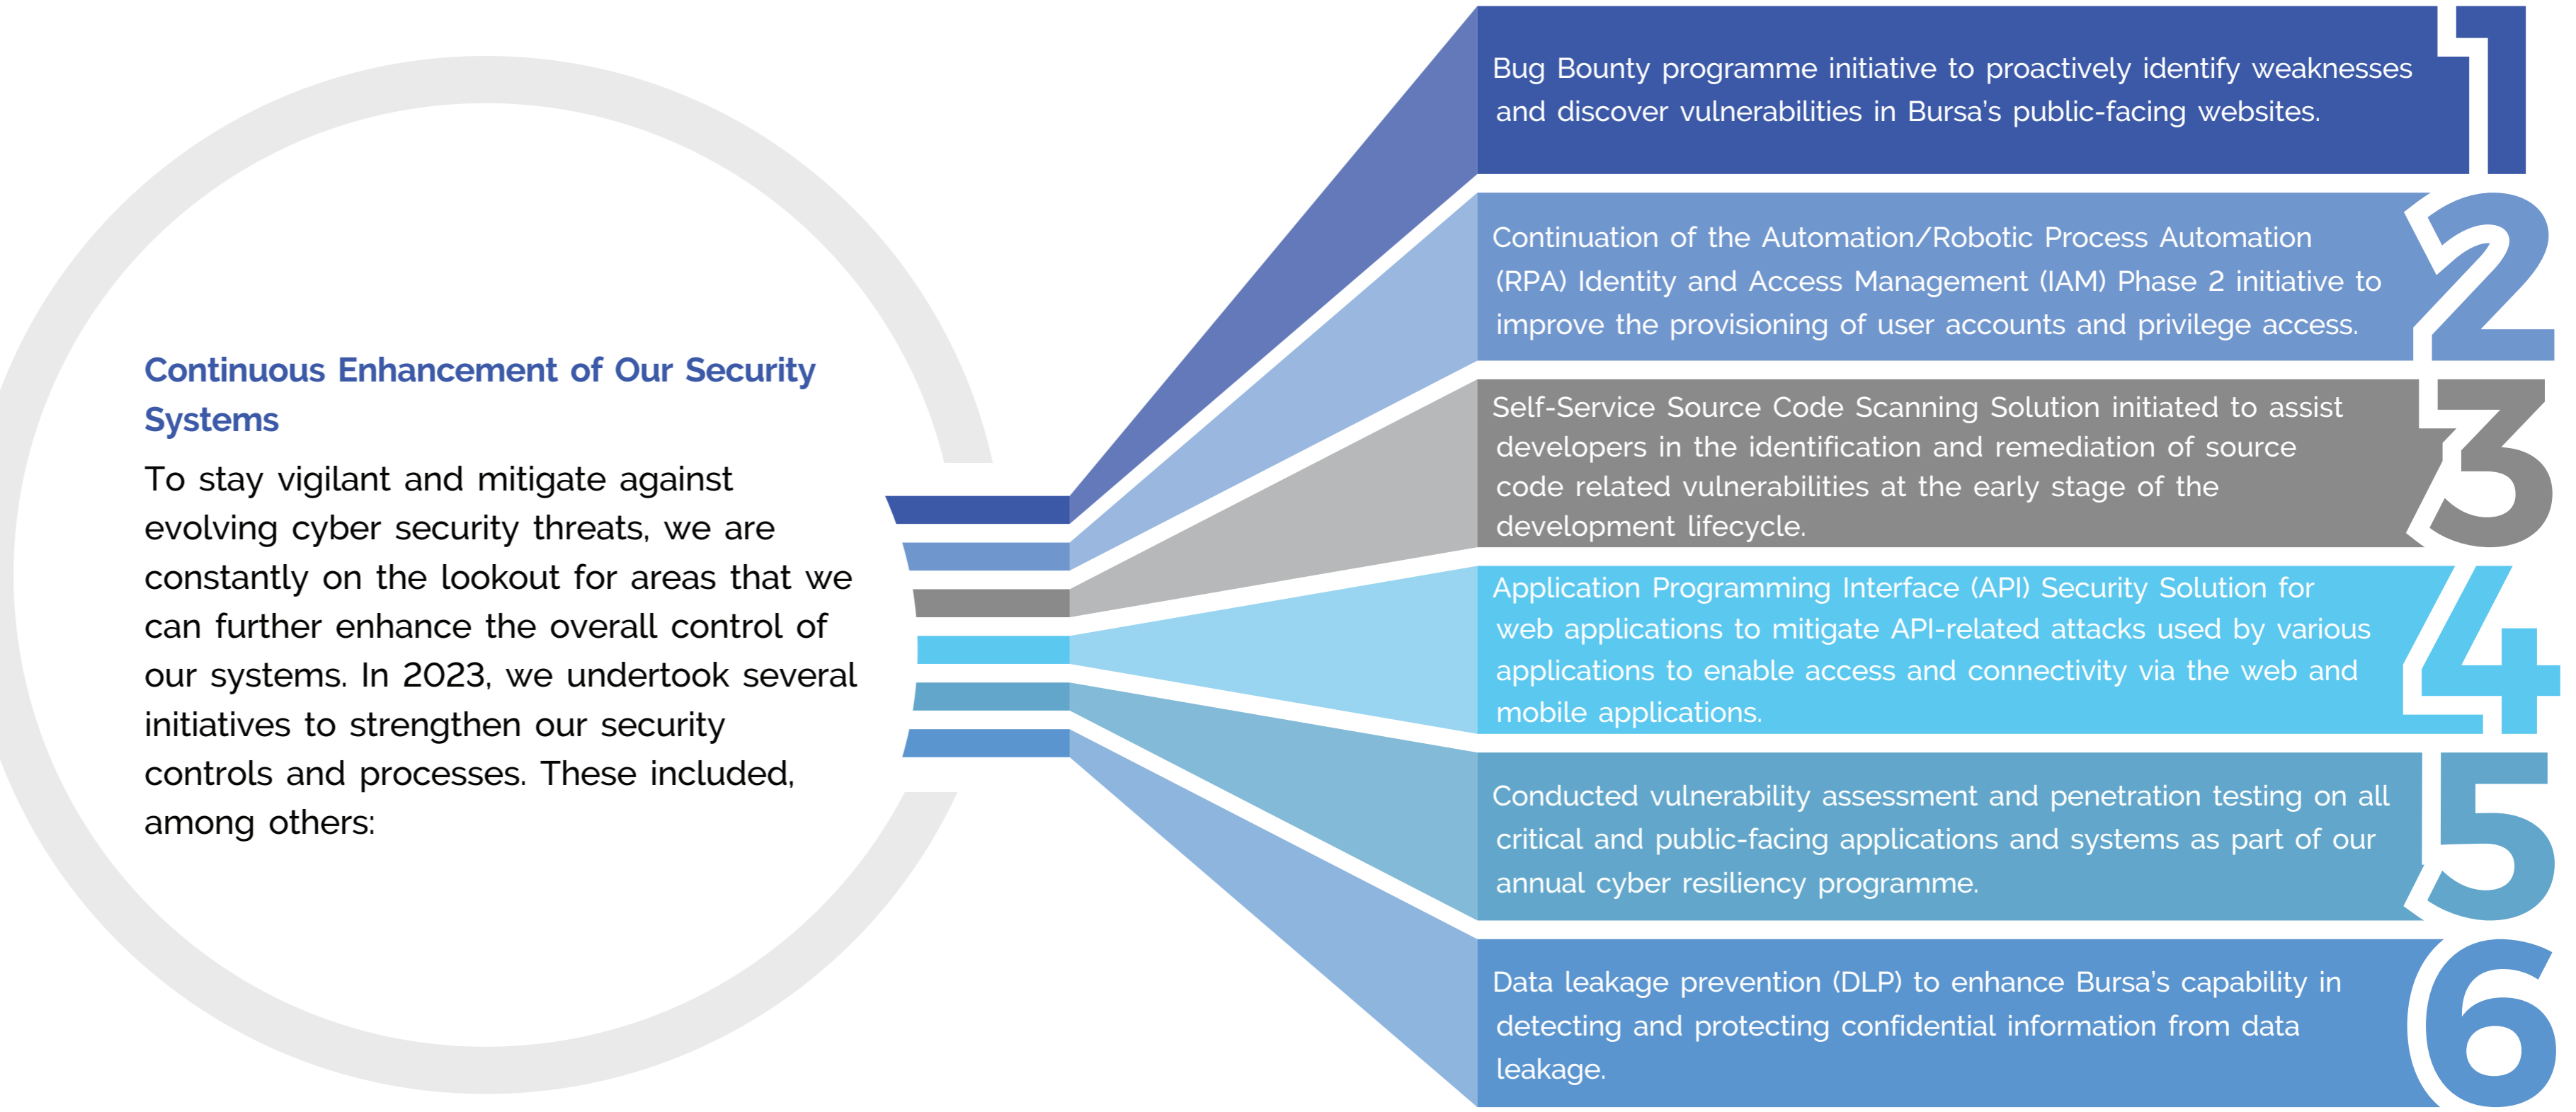 Continuous Enhancement of Our Security
Systems
To stay vigilant and mitigate against
evolving cyber security threats, we are
constantly on the lookout for areas that we
can further enhance the overall control of
our systems. In 2023, we undertook several
initiatives to strengthen our security
controls and processes. These included,
among others:
Bug Bounty programme initiative to proactively identify weaknesses
and discover vulnerabilities in Bursa's public-facing websites.
1
Continuation of the Automation/Robotic Process Automation
(RPA) Identity and Access Management (IAM) Phase 2 initiative to
improve the provisioning of user accounts and privilege access.
2
Self-Service Source Code Scanning Solution initiated to assist
developers in the identification and remediation of source
code related vulnerabilities at the early stage of the
development lifecycle.
3
Application Programming Interface (API) Security Solution for
web applications to mitigate API-related attacks used by various
applications to enable access and connectivity via the web and
mobile applications.
4
Conducted vulnerability assessment and penetration testing on all
critical and public-facing applications and systems as part of our
annual cyber resiliency programme.
5
Data leakage prevention (DLP) to enhance Bursa's capability in
detecting and protecting confidential information from data
leakage.
6